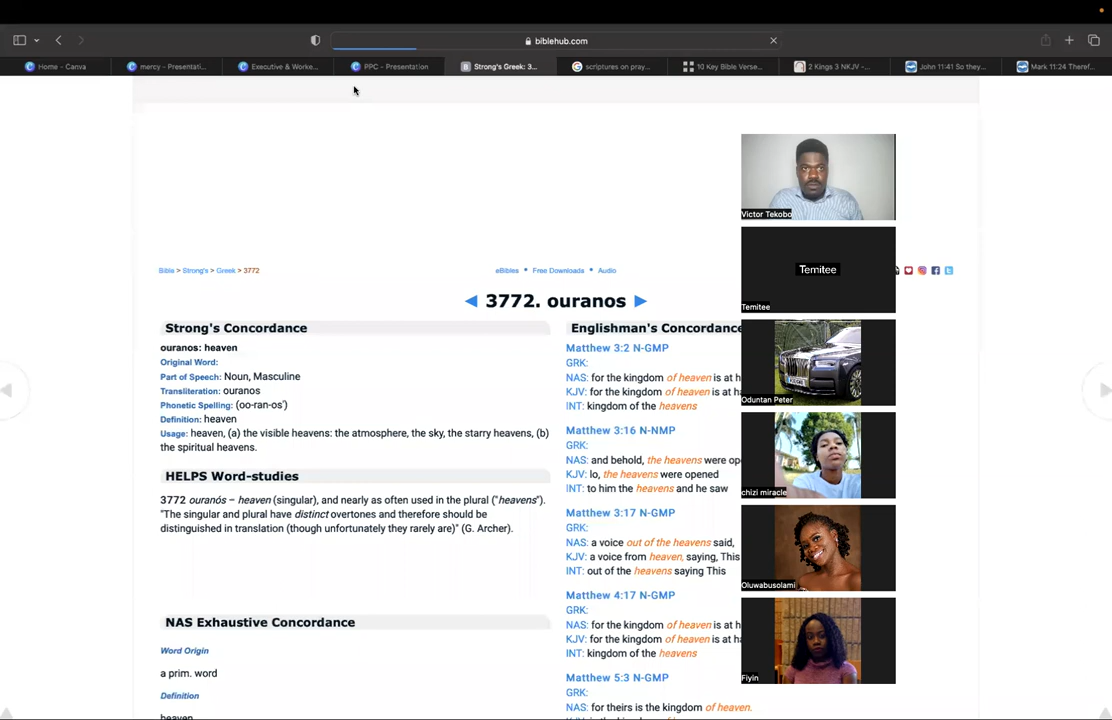 biblehub.com
Home - Canva
mercy - Presentati...
Executive & Worke...
PPC - Presentation
Strong's Greek: 3...
scriptures on pray...
10 Key Bible Verse...
2 Kings 3 NKJV -...
John 11:41 So they...
Mark 11:24 Theref...
Bible > Strong's > Greek > 3772
eBibles • Free Downloads • Audio
◄ 3772. ouranos ►
Strong's Concordance
ouranos: heaven
Original Word:
Part of Speech: Noun, Masculine
Transliteration: ouranos
Phonetic Spelling: (oo-ran-os')
Definition: heaven
Usage: heaven, (a) the visible heavens: the atmosphere, the sky, the starry heavens, (b)
the spiritual heavens.
HELPS Word-studies
3772 ouranós – heaven (singular), and nearly as often used in the plural ("heavens").
"The singular and plural have distinct overtones and therefore should be
distinguished in translation (though unfortunately they rarely are)" (G. Archer).
NAS Exhaustive Concordance
Word Origin
a prim. word
Definition
heaven
Englishman's Concordance
Matthew 3:2 N-GMP
GRK:
NAS: for the kingdom of heaven is at h
KJV: for the kingdom of heaven is at h
INT: kingdom of the heavens
Matthew 3:16 N-NMP
GRK:
NAS: and behold, the heavens were op
KJV: lo, the heavens were opened
INT: to him the heavens and he saw
Matthew 3:17 N-GMP
GRK:
NAS: a voice out of the heavens said,
KJV: a voice from heaven, saying, This
INT: out of the heavens saying This
Matthew 4:17 N-GMP
GRK:
NAS: for the kingdom of heaven is at h
KJV: for the kingdom of heaven is at ha
INT: kingdom of the heavens
Matthew 5:3 N-GMP
GRK:
NAS: for theirs is the kingdom of heaven.
Victor Tekobo
Temitee
Temitee
Oduntan Peter
chizi miracle
Oluwabusolami
Fiyin